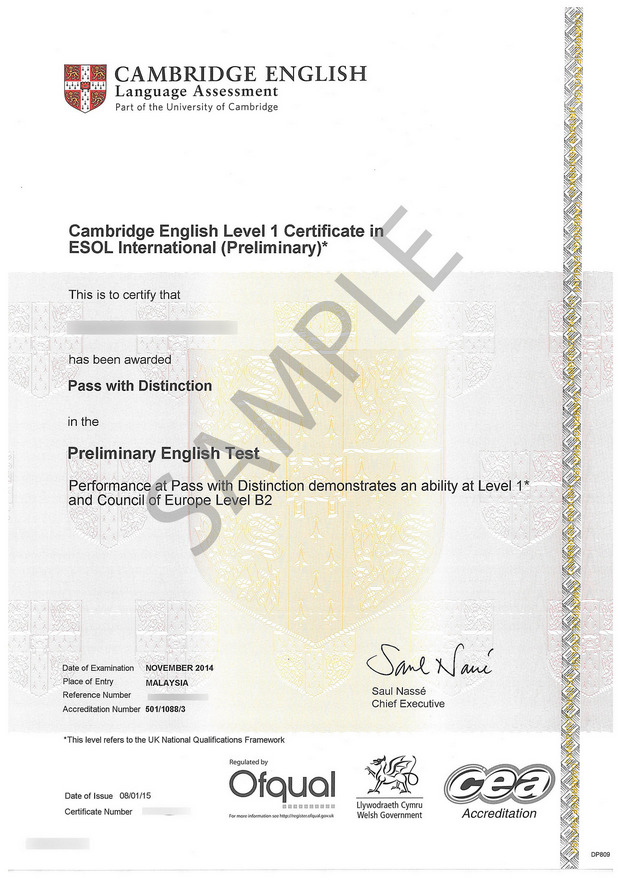 CAMBRIDGE ENGLISH
Language Assessment
Part of the University of Cambridge
Cambridge English Level 1 Certificate in
ESOL International (Preliminary)*
This is to certify that
has been awarded
Pass with Distinction
in the
Preliminary English Test
Performance at Pass with Distinction demonstrates an ability at Level 1*
and Council of Europe Level B2
SAMPLE
Date of Examination NOVEMBER 2014
Place of Entry MALAYSIA
Reference Number
Accreditation Number 501/1088/3
Saul Nassé
Saul Nassé
Chief Executive
*This level refers to the UK National Qualifications Framework
Date of Issue 08/01/15
Certificate Number
Regulated by
Ofqual
For more information see http://register.ofqual.gov.uk
Llywodraeth Cymru
Welsh Government
cea
Accreditation
DP809